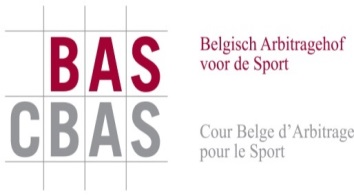 BAS
CBAS
Belgisch Arbitragehof
voor de Sport
Cour Belge d'Arbitrage
pour le Sport